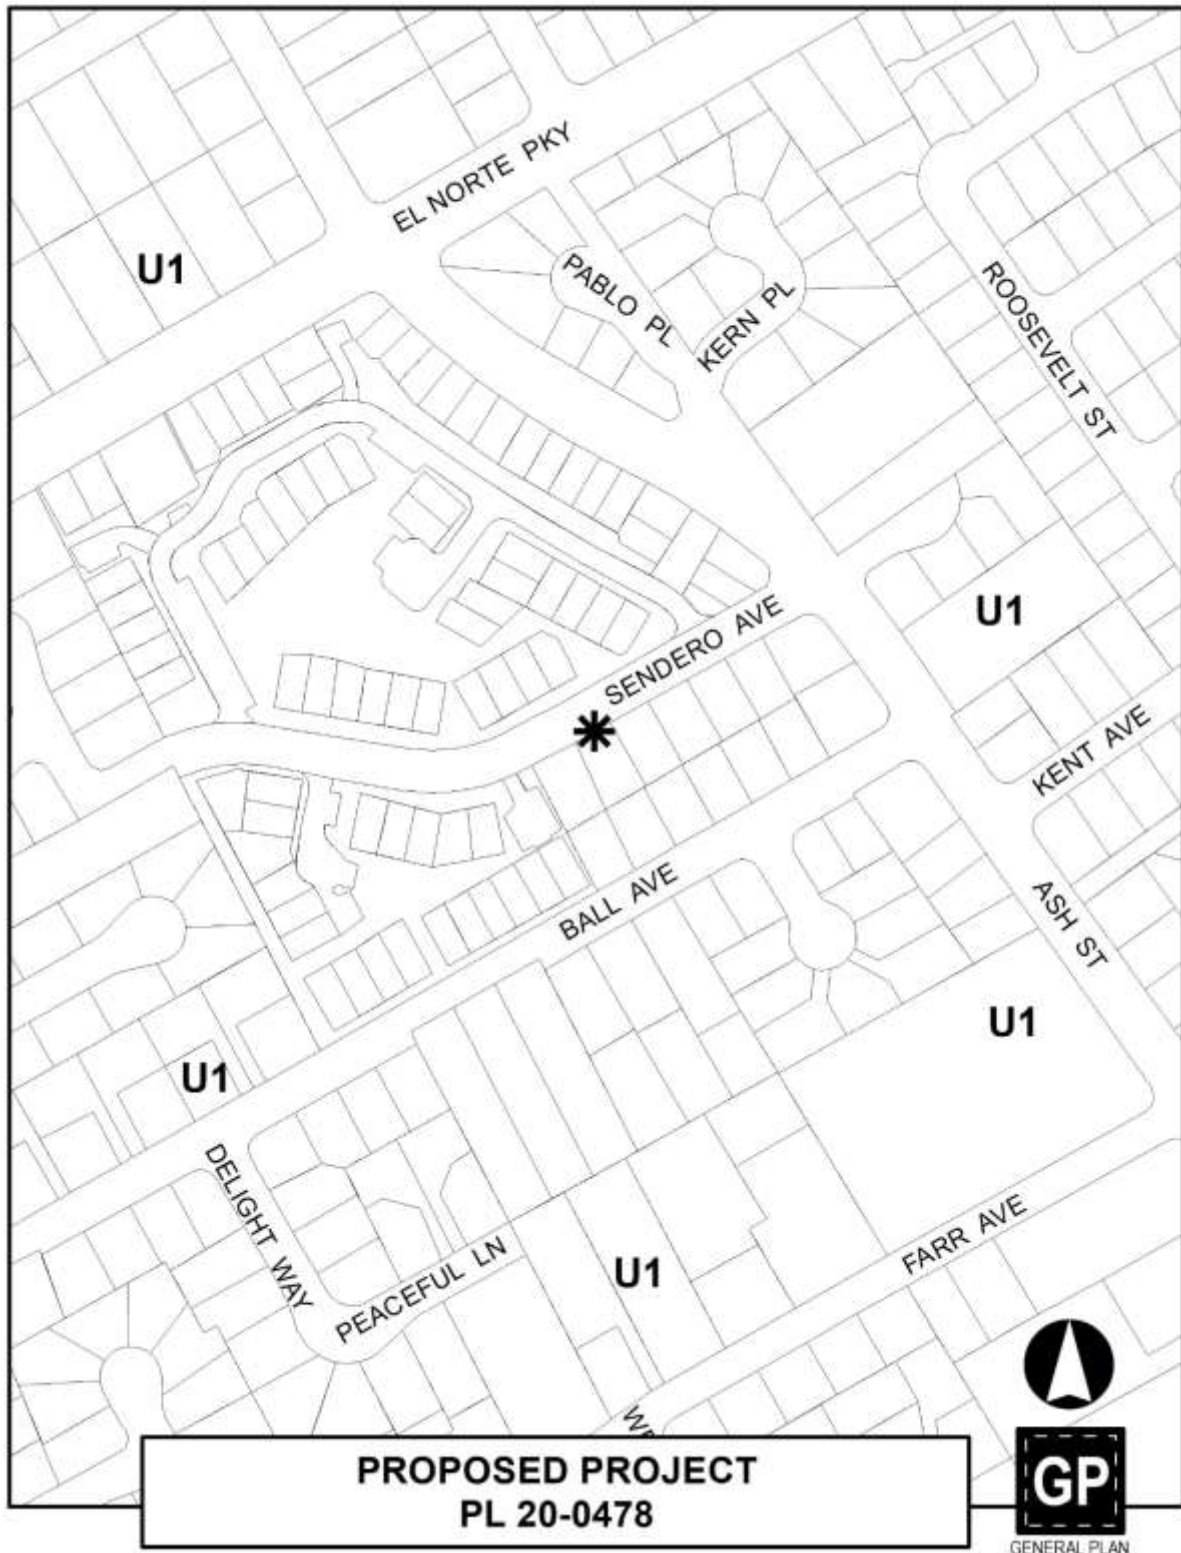 EL NORTE PKY
U1
PABLO PL
KERN PL
ROOSEVELT ST
U1
SENDERO AVE
KENT AVE
BALL AVE
ASH ST
U1
U1
DELIGHT WAY
PEACEFUL LN
FARR AVE
U1
PROPOSED PROJECT
PL 20-0478
GP
GENERAL PLAN